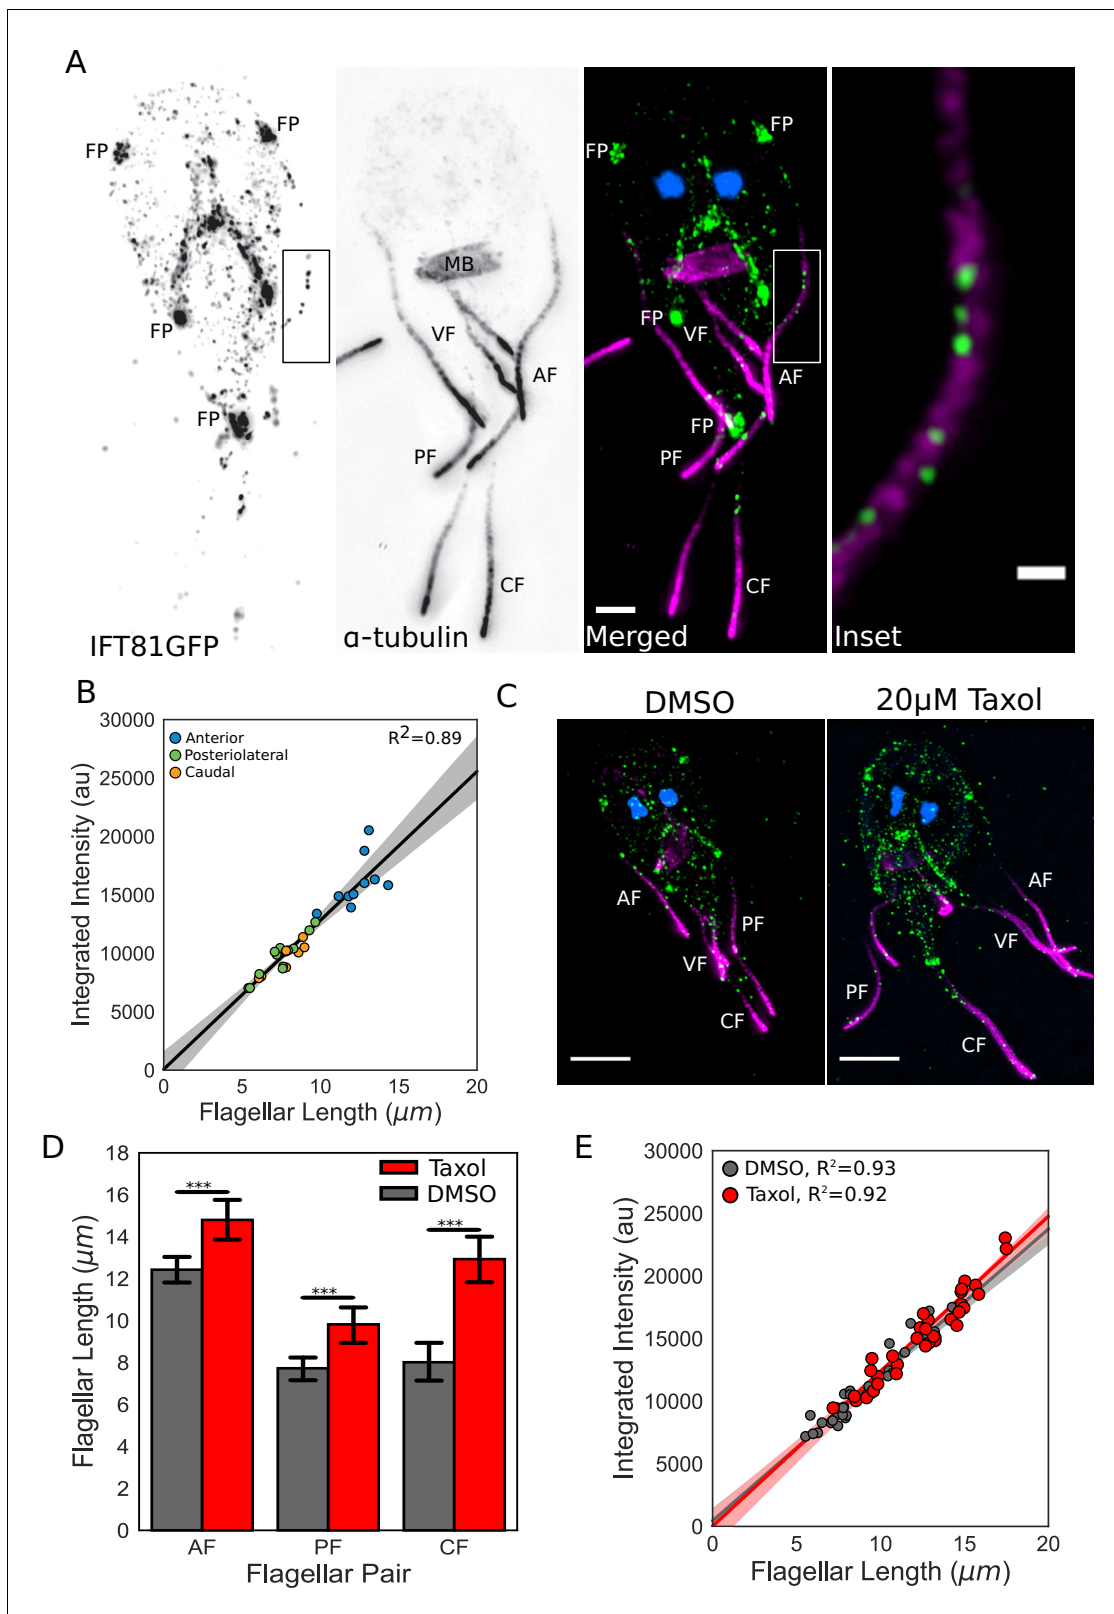 A
FP
FP
FP
FP
IFT81GFP
MB
VF
AF
PF
CF
α-tubulin
FP
FP
FP
VF
AF
FP
PF
CF
Merged
Inset
B
30000
25000
20000
15000
10000
5000
0
Integrated Intensity (au)
Anterior
Posteriolateral
Caudal
R²=0.89
0 5 10 15 20
Flagellar Length (μm)
C
DMSO
AF
PF
VF
CF
20μM Taxol
AF
VF
PF
CF
D
18
16
14
12
10
8
6
4
2
0
Flagellar Length (μm)
Taxol
DMSO
***
***
***
AF PF CF
Flagellar Pair
E
30000
25000
20000
15000
10000
5000
0
Integrated Intensity (au)
DMSO, R²=0.93
Taxol, R²=0.92
0 5 10 15 20
Flagellar Length (μm)